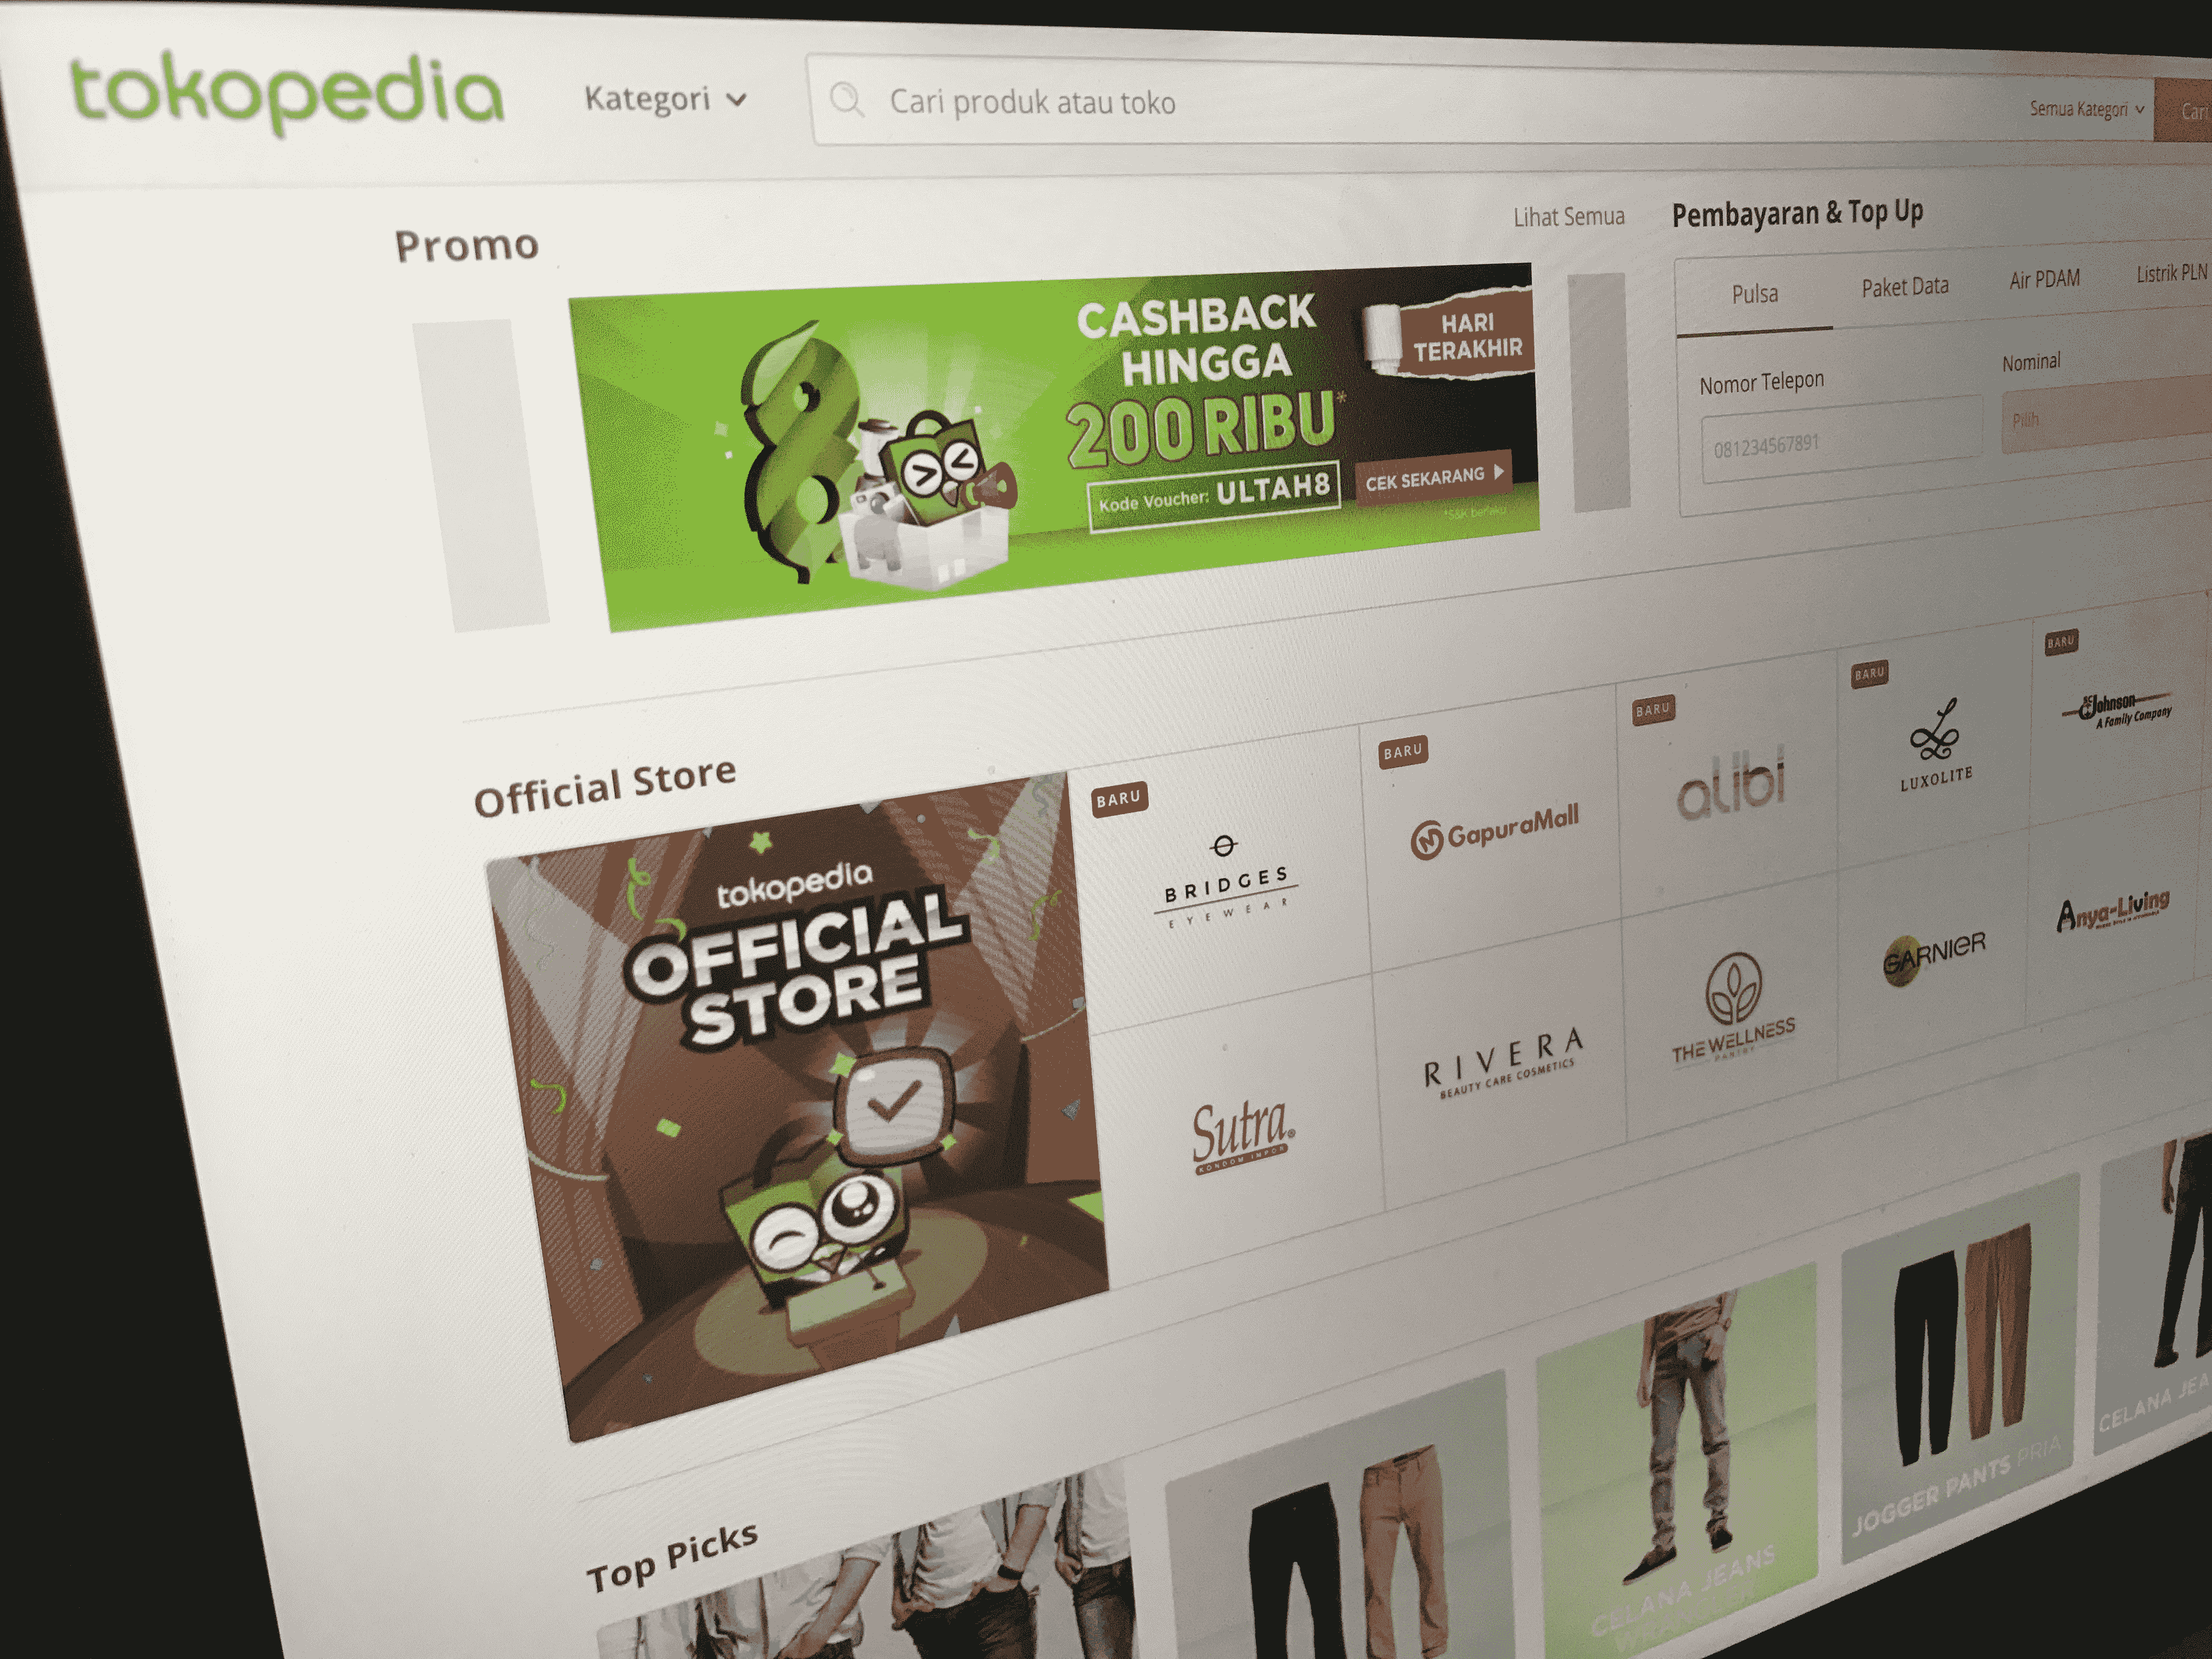 tokopedia
Kategori
Cari produk atau toko
Semua Kategori
Cari
Promo
Lihat Semua
CASHBACK
HINGGA
200 RIBU*
Kode Voucher: ULTAH8
HARI
TERAKHIR
CEK SEKARANG
*S&K berlaku
Pembayaran & Top Up
Pulsa
Paket Data
Air PDAM
Listrik PLN
Nomor Telepon
081234567891
Nominal
Pilih
Official Store
tokopedia
OFFICIAL
STORE
BARU
BRIDGES
EYEWEAR
BARU
GapuraMall
BARU
alibi
BARU
LUXOLITE
BARU
SC Johnson
A Family Company
Sutra®
KONDOM IMPOR
RIVERA
BEAUTY CARE COSMETICS
THE WELLNESS
PANTRY
GARNIER
Anya-Living
Top Picks
CELANA JEANS
JOGGER PANTS PRIA
CELANA JEA